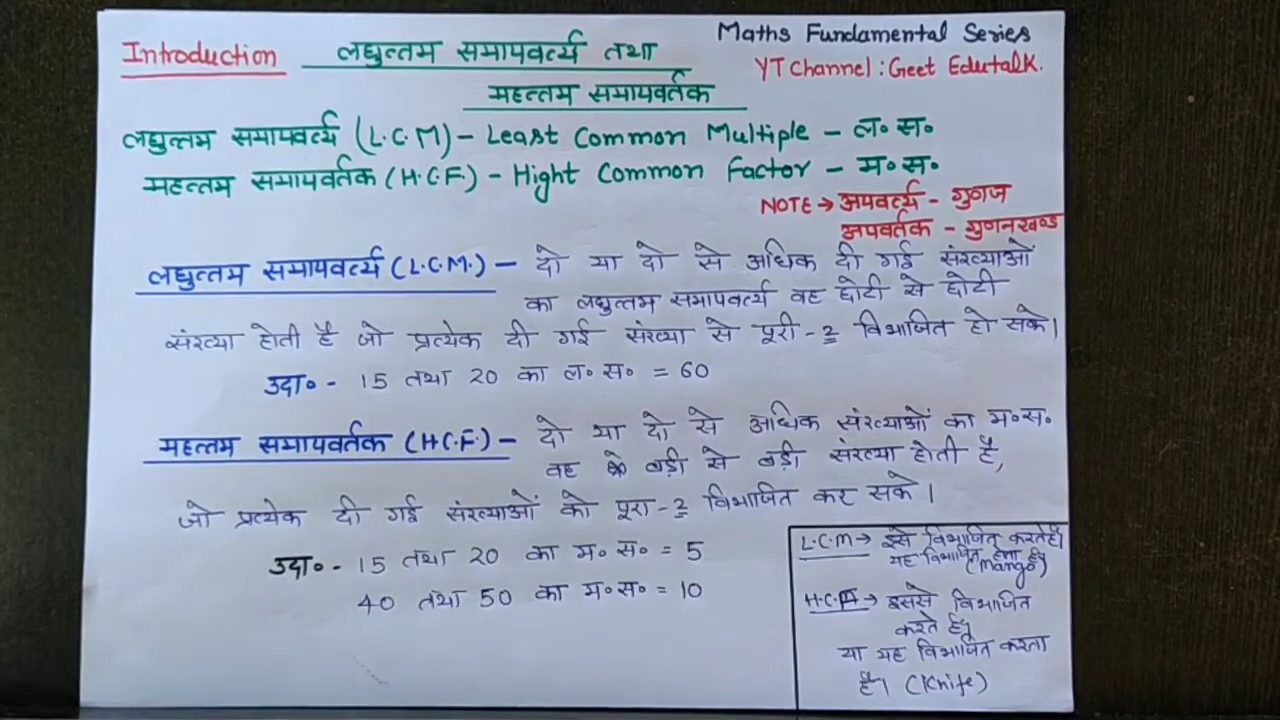 Introduction लघुत्तम समापवर्त्य तथा
महत्तम समापवर्तक
Maths Fundamental Series
YT Channel : Geet Edutalk.
लघुत्तम समापवर्त्य (L.C.M) - Least Common Multiple - ल० स०
महत्तम समापवर्तक (H.C.F.) - Hight Common Factor - म० स०
NOTE → अपवर्त्य - गुणज
अपवर्तक - गुणनखण्ड
लघुत्तम समापवर्त्य (L.C.M.) - दो या दो से अधिक दी गई संख्याओं
का लघुत्तम समापवर्त्य वह छोटी से छोटी
संख्या होती है जो प्रत्येक दी गई संख्या से पूरी-2 विभाजित हो सके।
उदा० - 15 तथा 20 का ल० स० = 60
महत्तम समापवर्तक (H.C.F.) - दो या दो से अधिक संख्याओं का म० स०
वह बड़ी से बड़ी संख्या होती है,
जो प्रत्येक दी गई संख्याओं को पूरा-2 विभाजित कर सके।
उदा० - 15 तथा 20 का म० स० = 5
40 तथा 50 का म० स० = 10
L.C.M → इसे विभाजित करते हैं।
यह विभाजित होता है।
(Mango)
H.C.F → इससे विभाजित
करते हैं।
या यह विभाजित करता
है। (Knife)